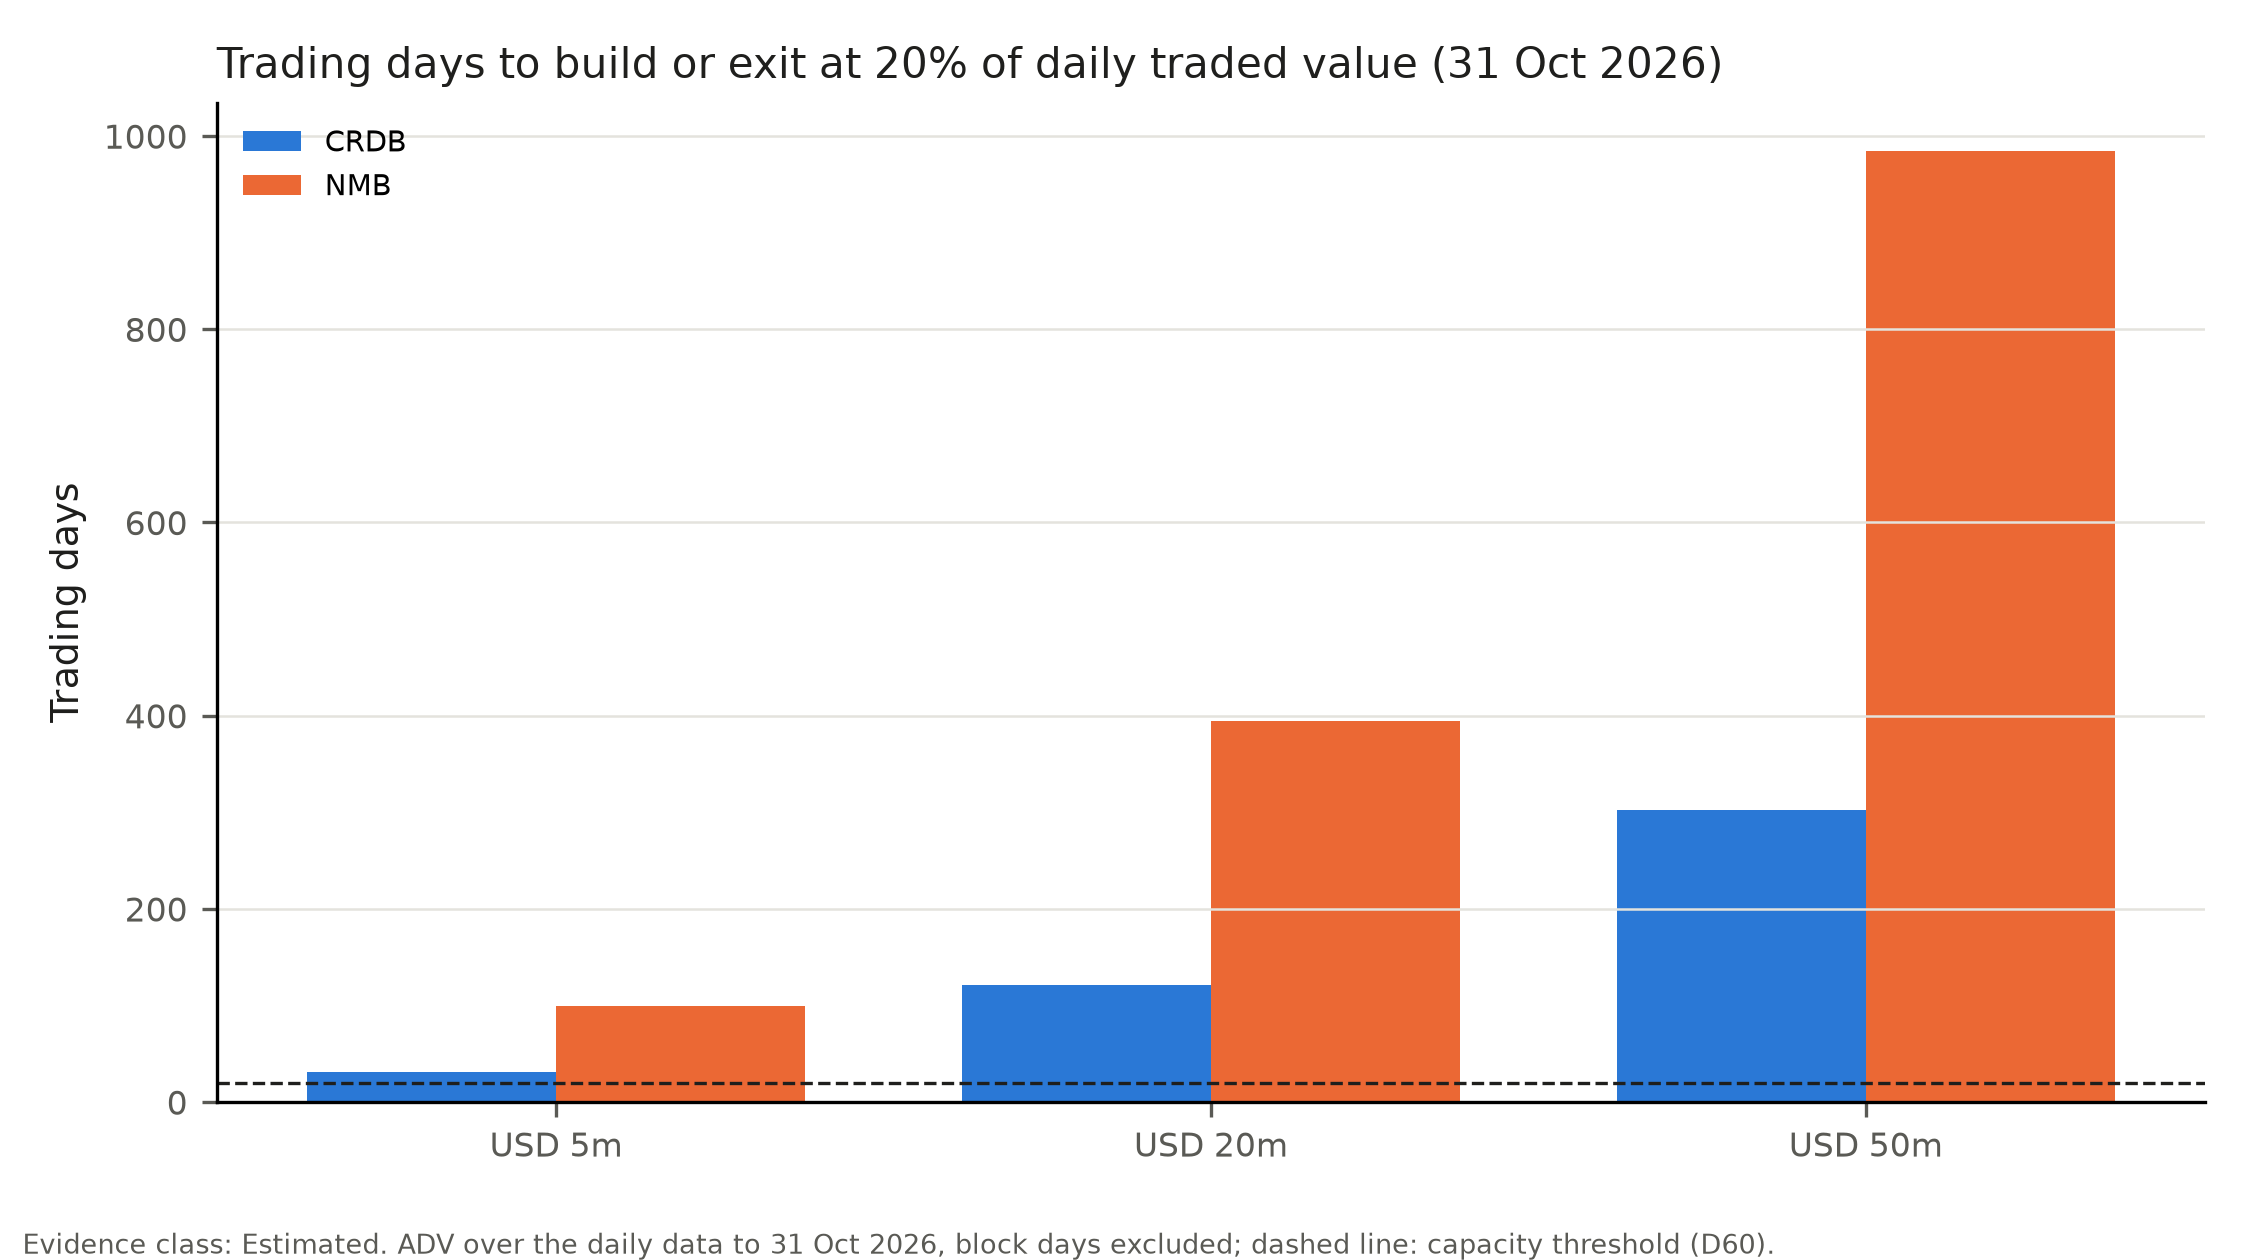 Trading days to build or exit at 20% of daily traded value (31 Oct 2026)
CRDB
NMB
Trading days
1000
800
600
400
200
0
USD 5m
USD 20m
USD 50m
Evidence class: Estimated. ADV over the daily data to 31 Oct 2026, block days excluded; dashed line: capacity threshold (D60).